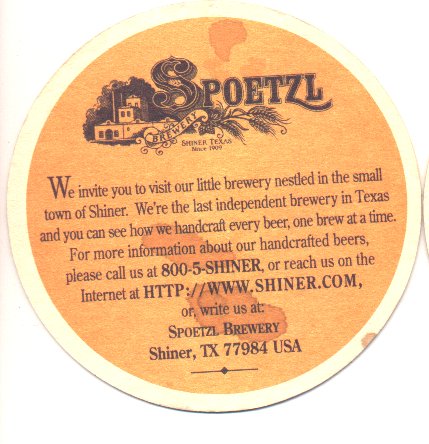 SPOETZL
BREWERY
SHINER TEXAS
Since 1909
We invite you to visit our little brewery nestled in the small
town of Shiner. We're the last independent brewery in Texas
and you can see how we handcraft every beer, one brew at a time.
For more information about our handcrafted beers,
please call us at 800-5-SHINER, or reach us on the
Internet at HTTP://WWW.SHINER.COM,
or, write us at:
SPOETZL BREWERY
Shiner, TX 77984 USA